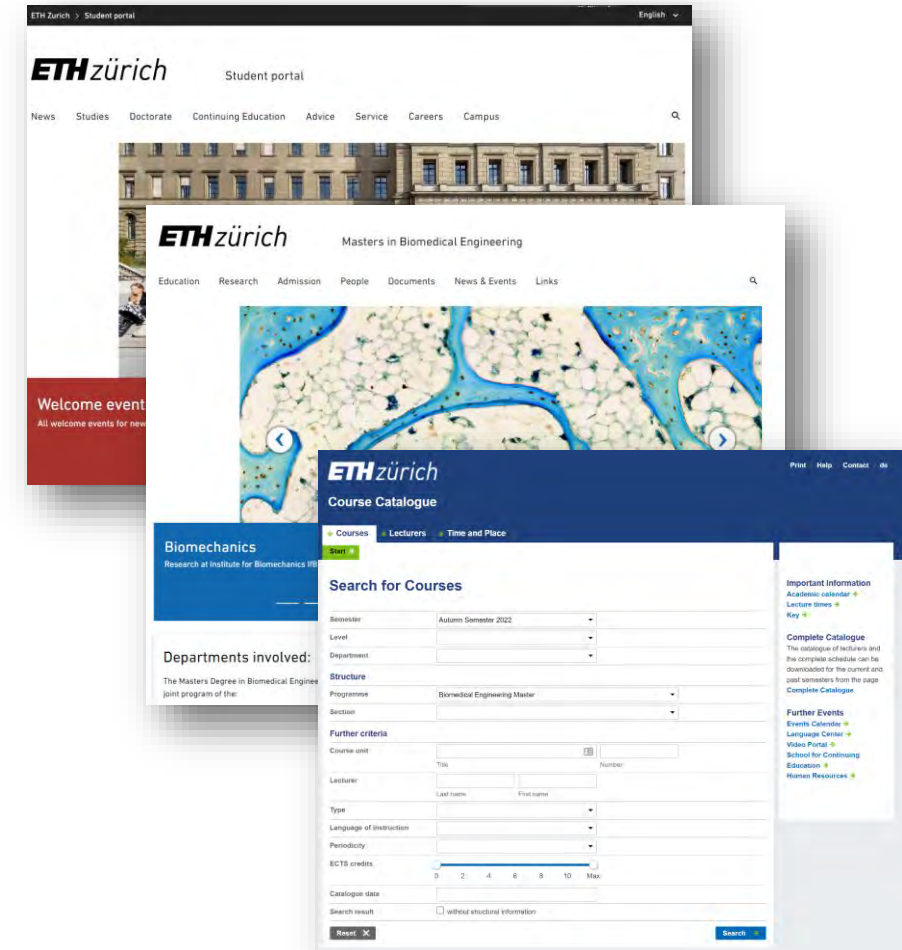 ETH Zurich > Student portal
English
ETH zürich
Student portal
News Studies Doctorate Continuing Education Advice Service Careers Campus
Welcome event
All welcome events for new
ETH zürich
Masters in Biomedical Engineering
Education Research Admission People Documents News & Events Links
Biomechanics
Research at Institute for Biomechanics IfB
Departments involved:
The Masters Degree in Biomedical Enginee
joint program of the:
ETH zürich
Print Help Contact de
Course Catalogue
Courses Lecturers Time and Place
Start
Search for Courses
Semester Autumn Semester 2022
Level
Department
Structure
Programme Biomedical Engineering Master
Section
Further criteria
Course unit
Title Number
Lecturer
Last name First name
Type
Language of instruction
Periodicity
ECTS credits
0 2 4 6 8 10 Max
Catalogue data
Search result without structural information
Reset X Search
Important Information
Academic calendar
Lecture times
Key
Complete Catalogue
The catalogue of lecturers and
the complete schedule can be
downloaded for the current and
past semesters from the page
Complete Catalogue
Further Events
Events Calendar
Language Center
Video Portal
School for Continuing
Education
Human Resources